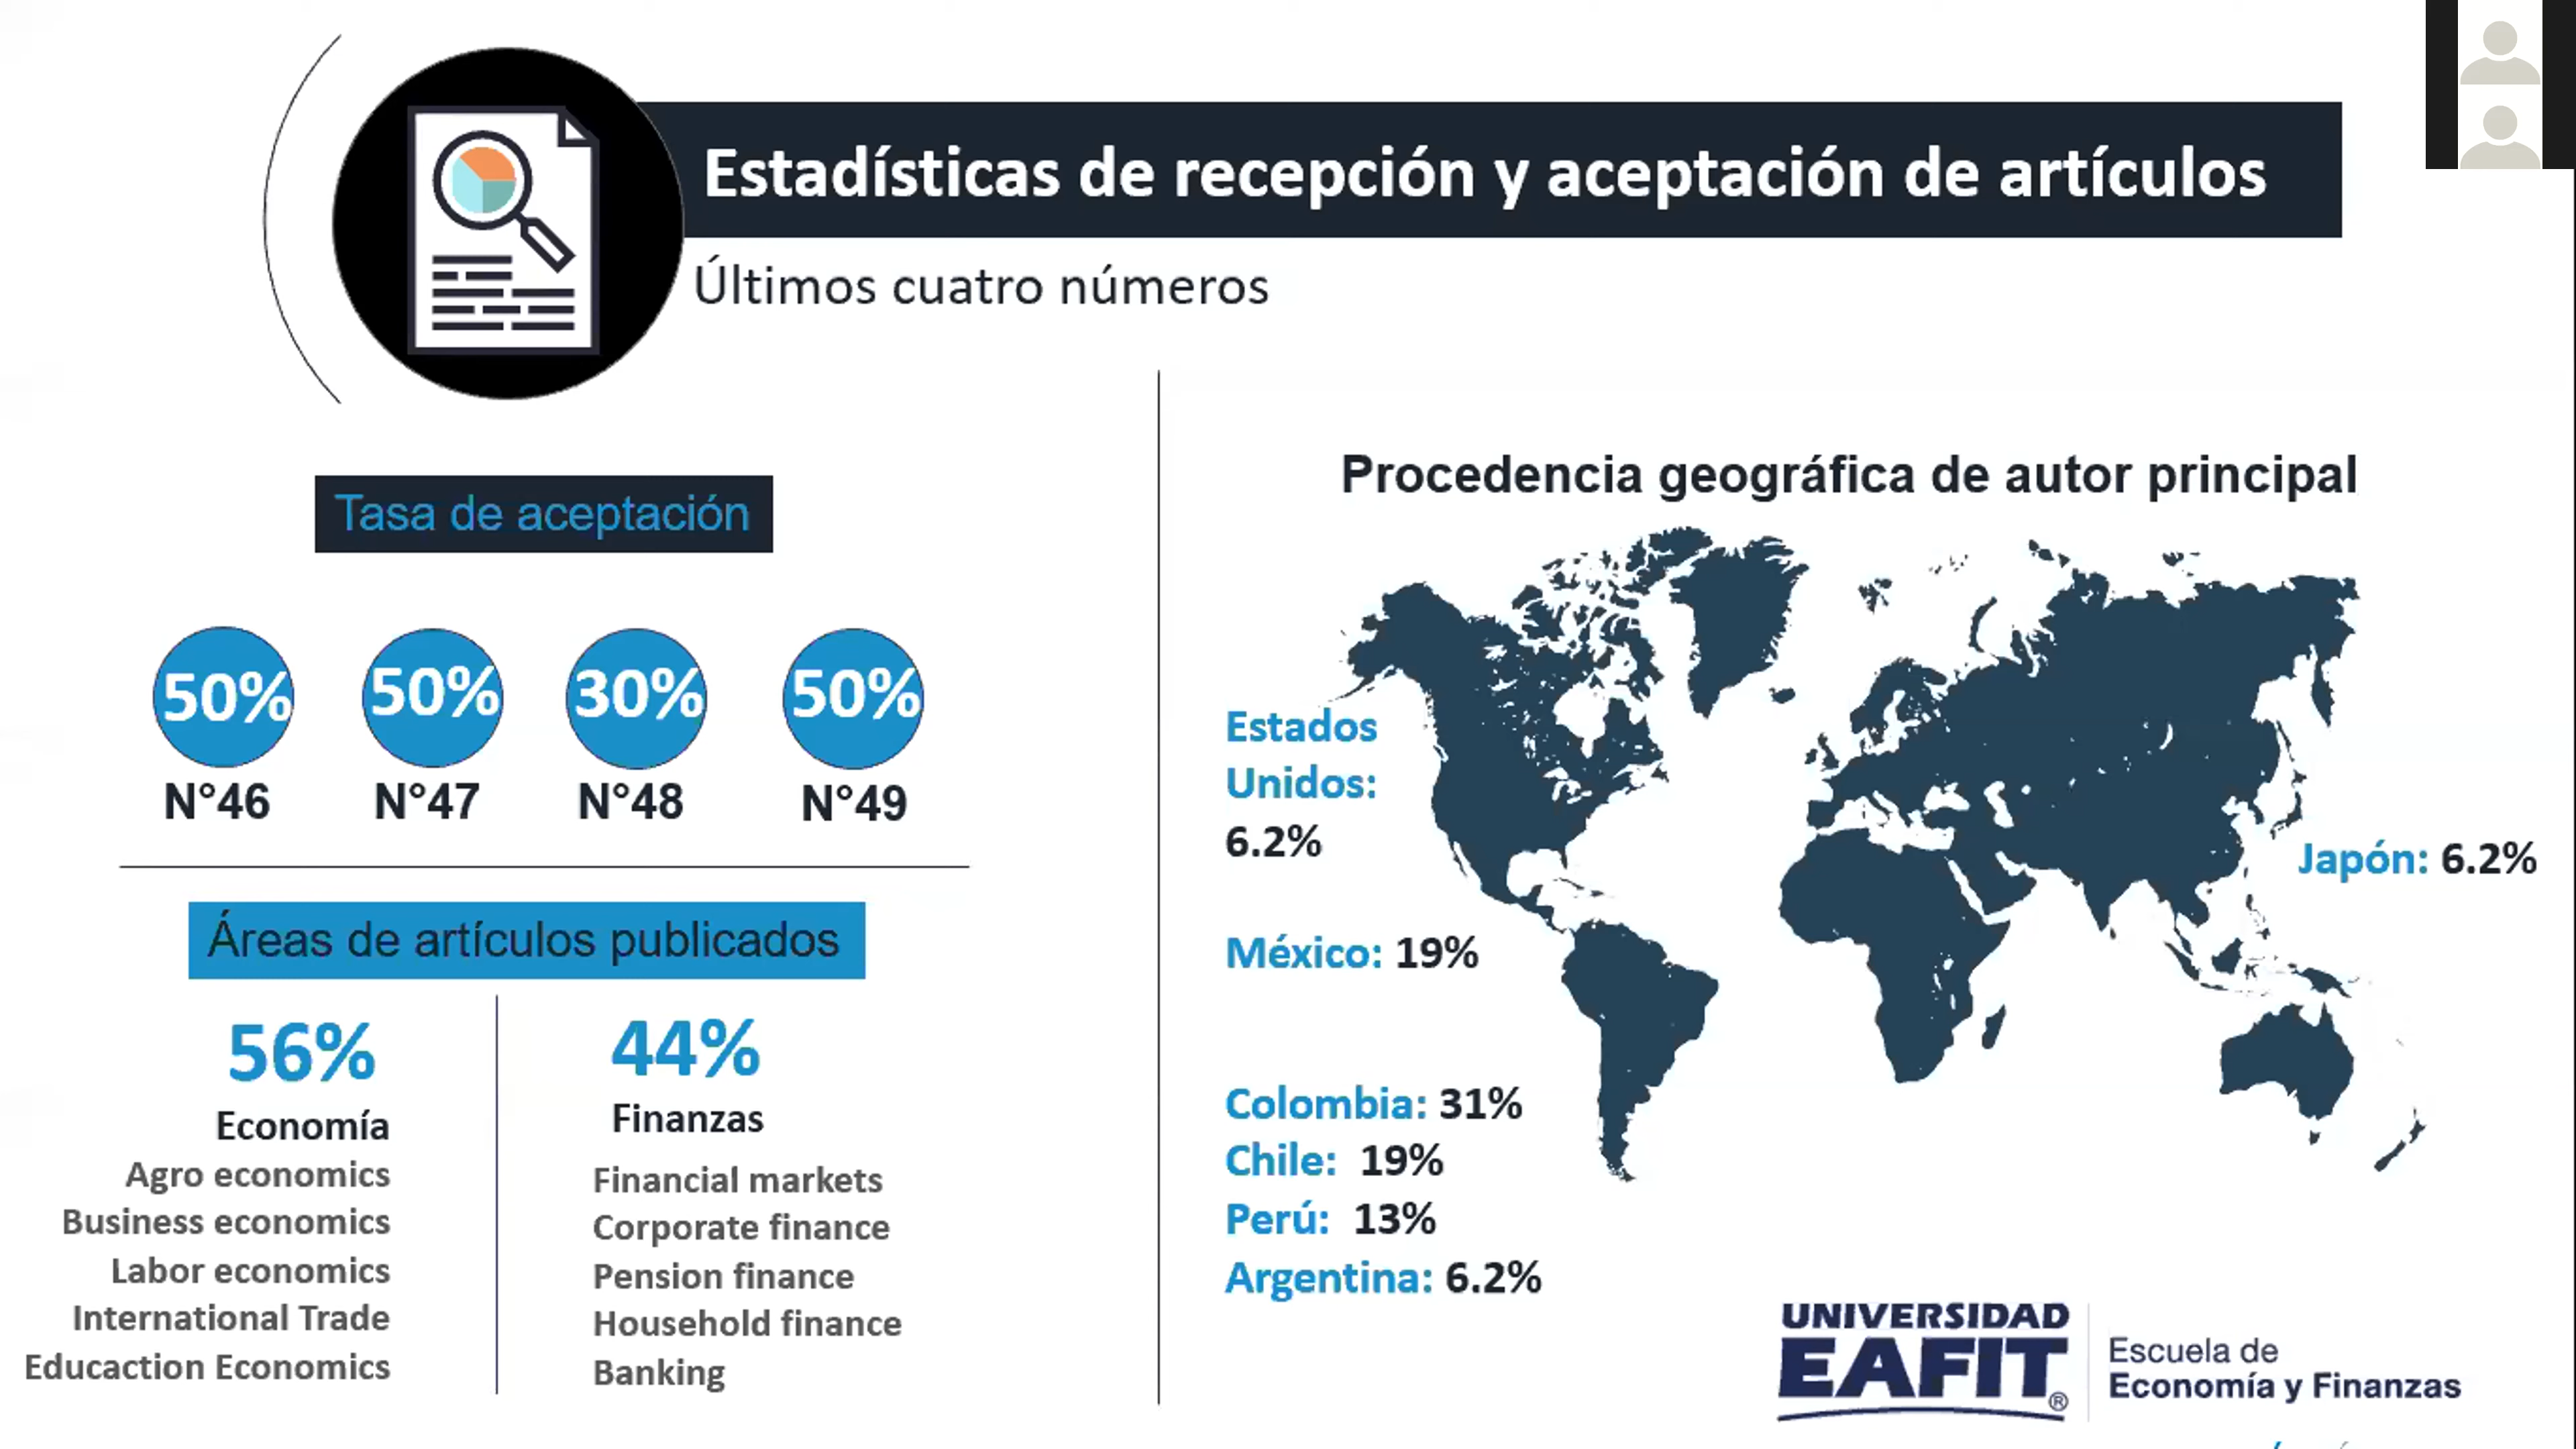 Estadísticas de recepción y aceptación de artículos
Últimos cuatro números
Tasa de aceptación
50% 50% 30% 50%
N°46 N°47 N°48 N°49
Áreas de artículos publicados
56%
Economía
Agro economics
Business economics
Labor economics
International Trade
Educaction Economics
44%
Finanzas
Financial markets
Corporate finance
Pension finance
Household finance
Banking
Procedencia geográfica de autor principal
Estados
Unidos:
6.2%
Japón: 6.2%
México: 19%
Colombia: 31%
Chile: 19%
Perú: 13%
Argentina: 6.2%
UNIVERSIDAD
EAFIT®
Escuela de
Economía y Finanzas